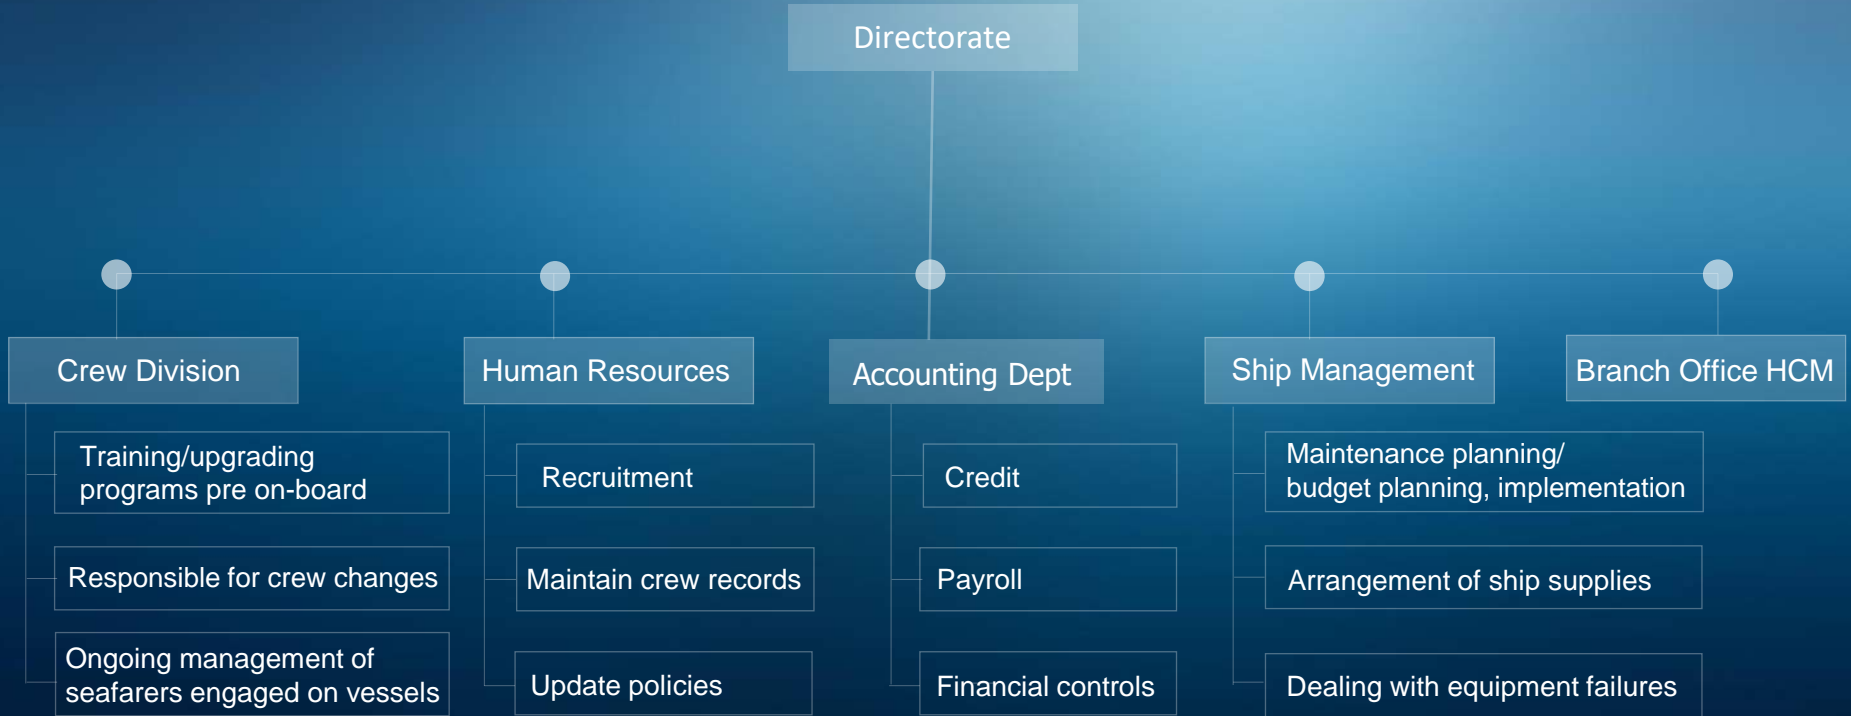 Directorate
Crew Division
Human Resources
Accounting Dept
Ship Management
Branch Office HCM
Training/upgrading
programs pre on-board
Responsible for crew changes
Ongoing management of
seafarers engaged on vessels
Recruitment
Maintain crew records
Update policies
Credit
Payroll
Financial controls
Maintenance planning/
budget planning, implementation
Arrangement of ship supplies
Dealing with equipment failures